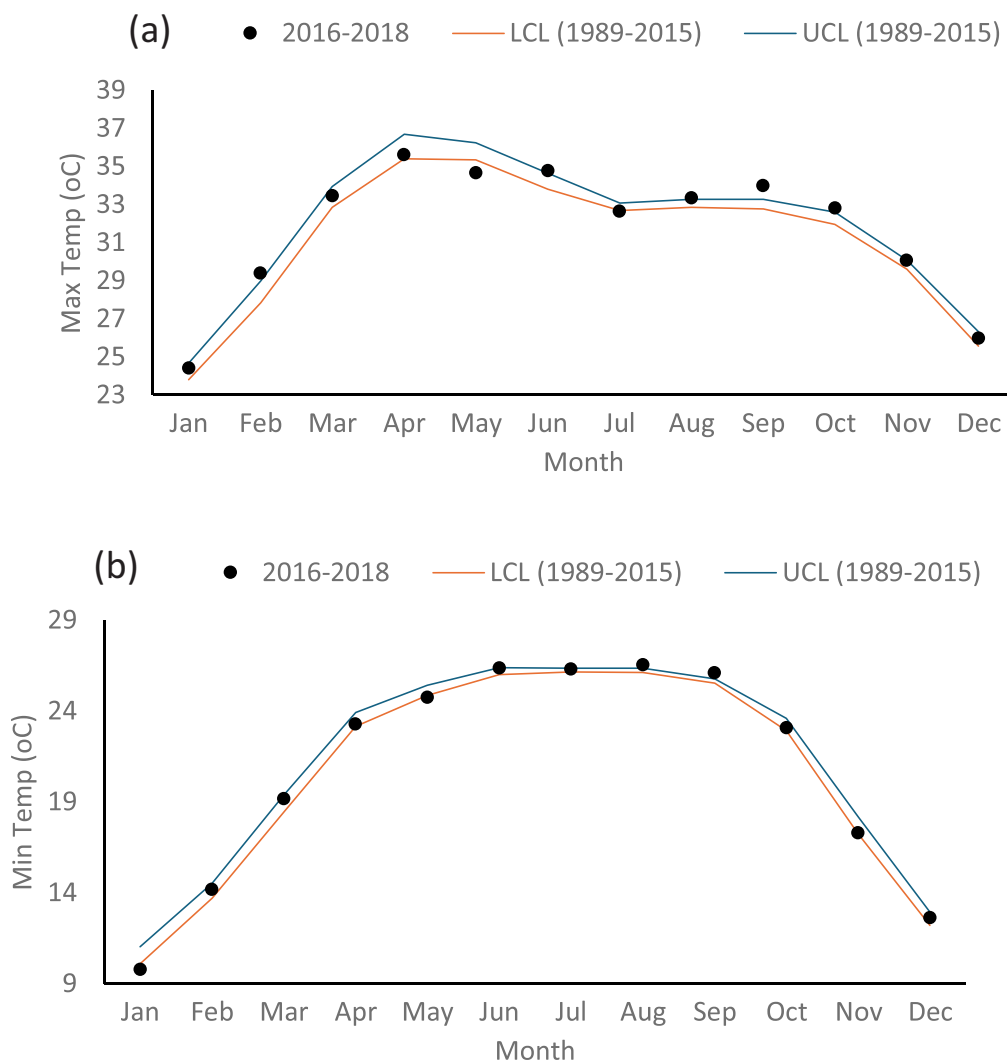 (a)
2016-2018 LCL (1989-2015) UCL (1989-2015)
39
37
35
33
31
29
27
25
23
Max Temp (oC)
Jan Feb Mar Apr May Jun Jul Aug Sep Oct Nov Dec
Month
(b)
2016-2018 LCL (1989-2015) UCL (1989-2015)
29
24
19
14
9
Min Temp (oC)
Jan Feb Mar Apr May Jun Jul Aug Sep Oct Nov Dec
Month